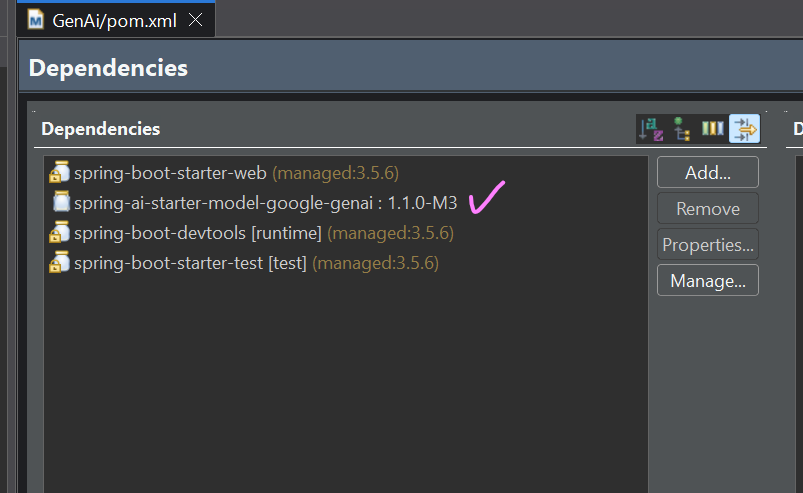 GenAi/pom.xml
Dependencies
Dependencies
spring-boot-starter-web (managed:3.5.6)
spring-ai-starter-model-google-genai : 1.1.0-M3
spring-boot-devtools [runtime] (managed:3.5.6)
spring-boot-starter-test [test] (managed:3.5.6)
Add...
Remove
Properties...
Manage...